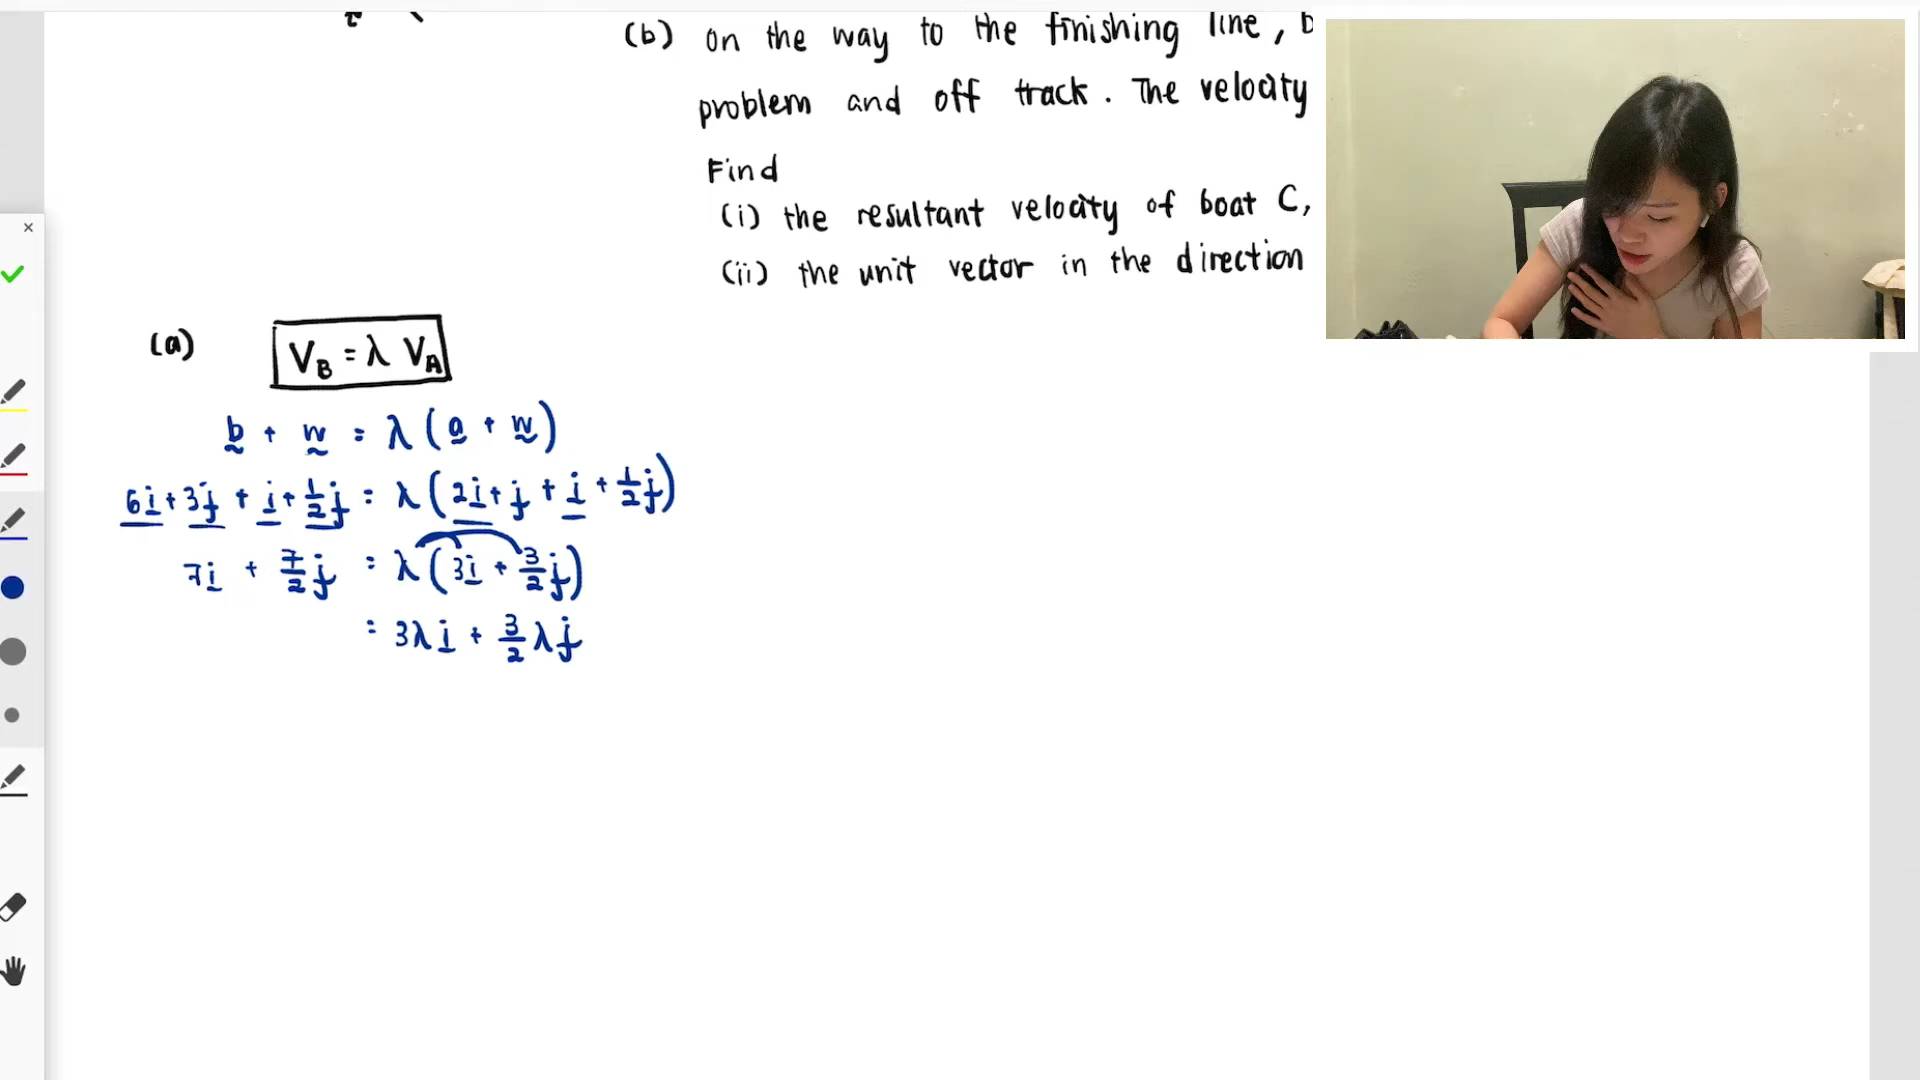 (b) on the way to the finishing line,
problem and off track. The velocity
Find
(i) the resultant velocity of boat C,
(ii) the unit vector in the direction
(a) V_B = λ V_A
b + w = λ(a + w)
6i + 3j + i + 1/2 j = λ(2i + j + i + 1/2 j)
7i + 7/2 j = λ(3i + 3/2 j)
= 3λi + 3/2 λj